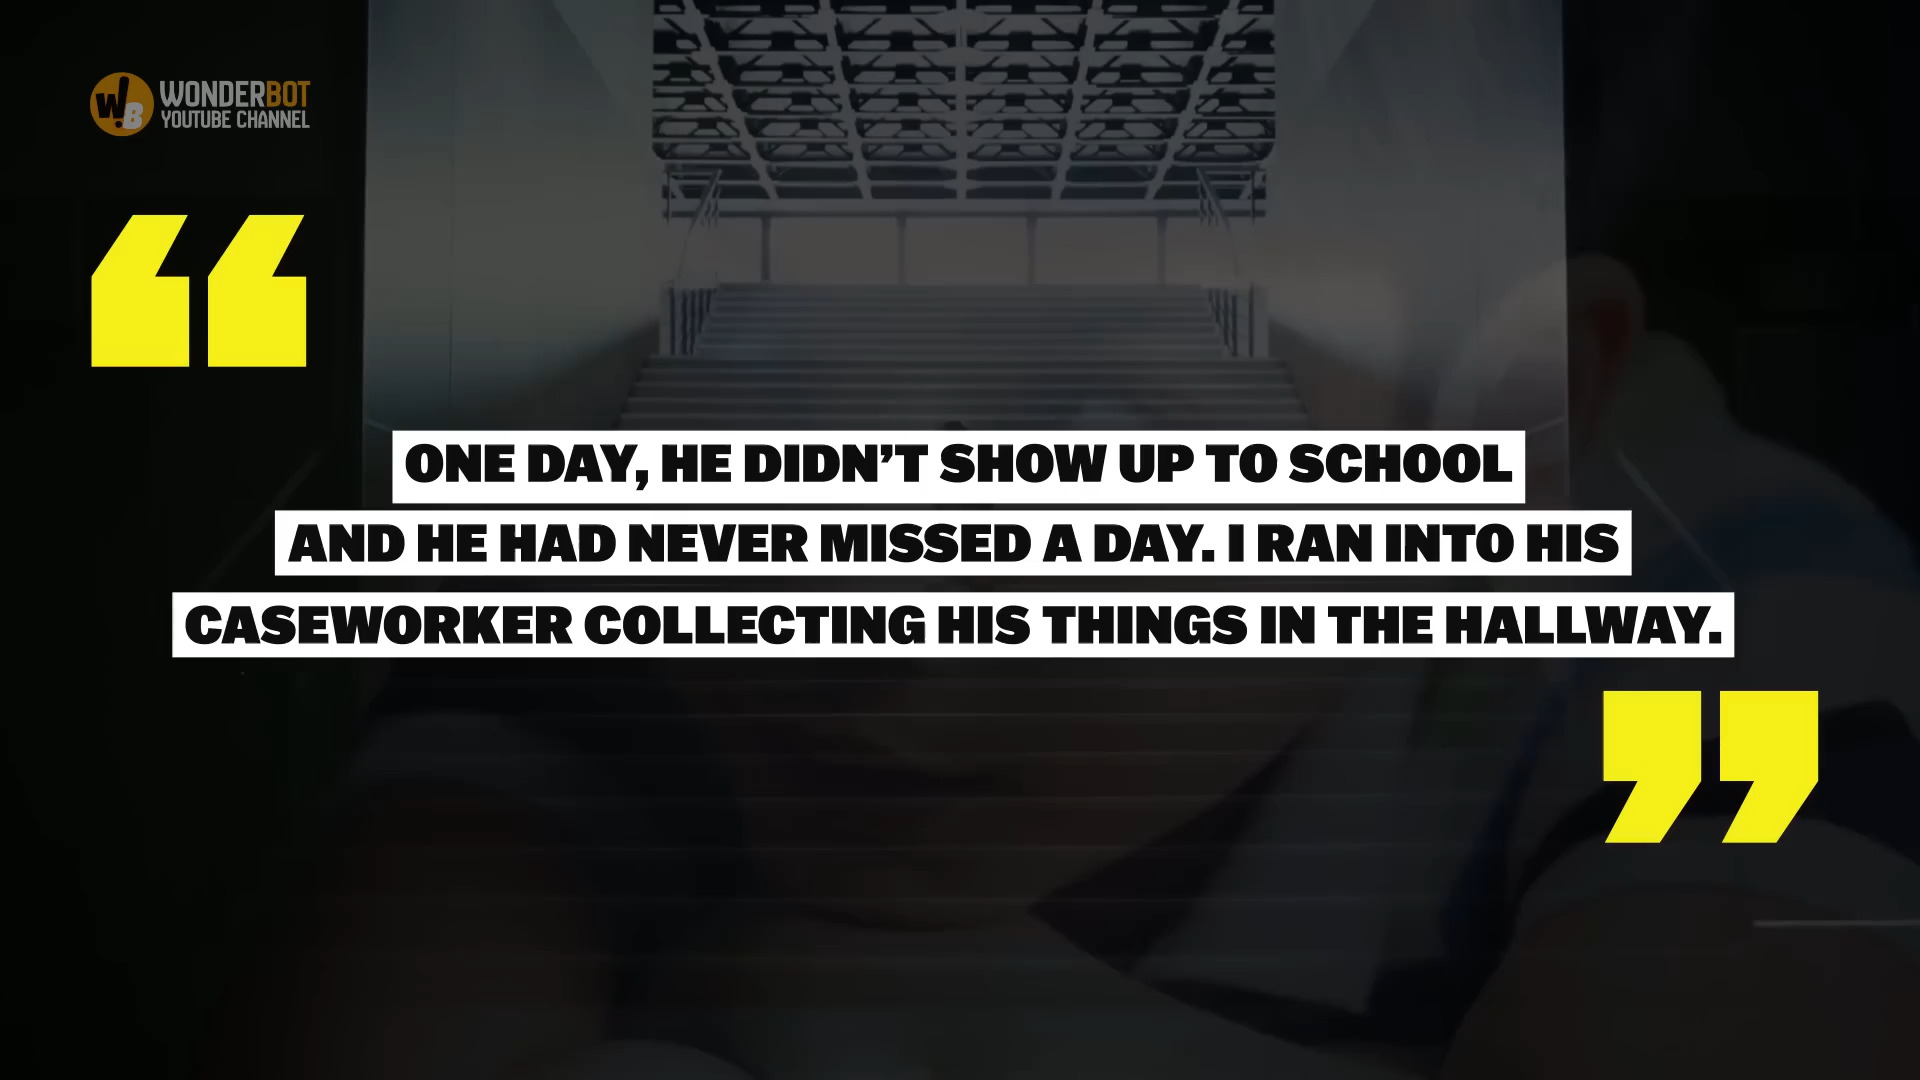 WONDERBOT
YOUTUBE CHANNEL
“
ONE DAY, HE DIDN’T SHOW UP TO SCHOOL
AND HE HAD NEVER MISSED A DAY. I RAN INTO HIS
CASEWORKER COLLECTING HIS THINGS IN THE HALLWAY.
”